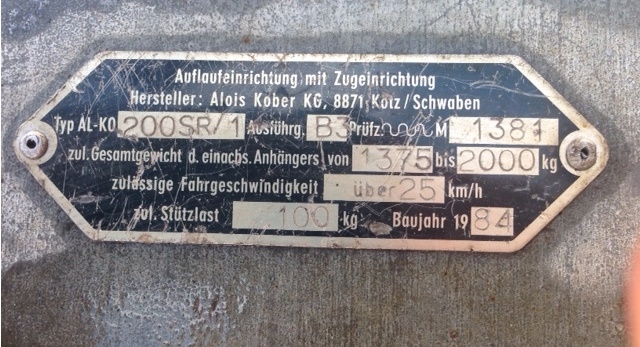 Auflaufeinrichtung mit Zugeinrichtung
Hersteller: Alois Kober KG, 8871 Kötz/Schwaben
Typ AL-KO 200SR/1 Ausführg. B3 Prüfz. M 1381
zul. Gesamtgewicht d. einachs. Anhängers von 1375 bis 2000 kg
zulässige Fahrgeschwindigkeit über 25 km/h
zul. Stützlast 100 kg Baujahr 1984